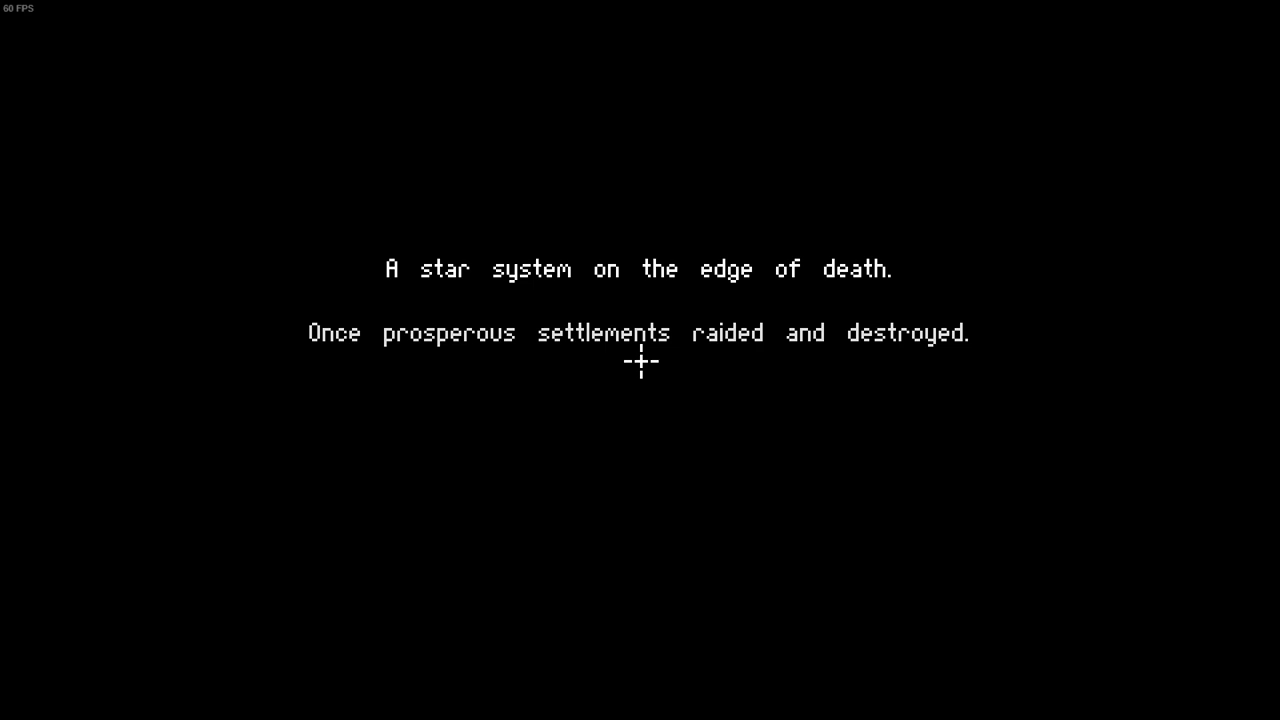 60 FPS
A star system on the edge of death.
Once prosperous settlements raided and destroyed.